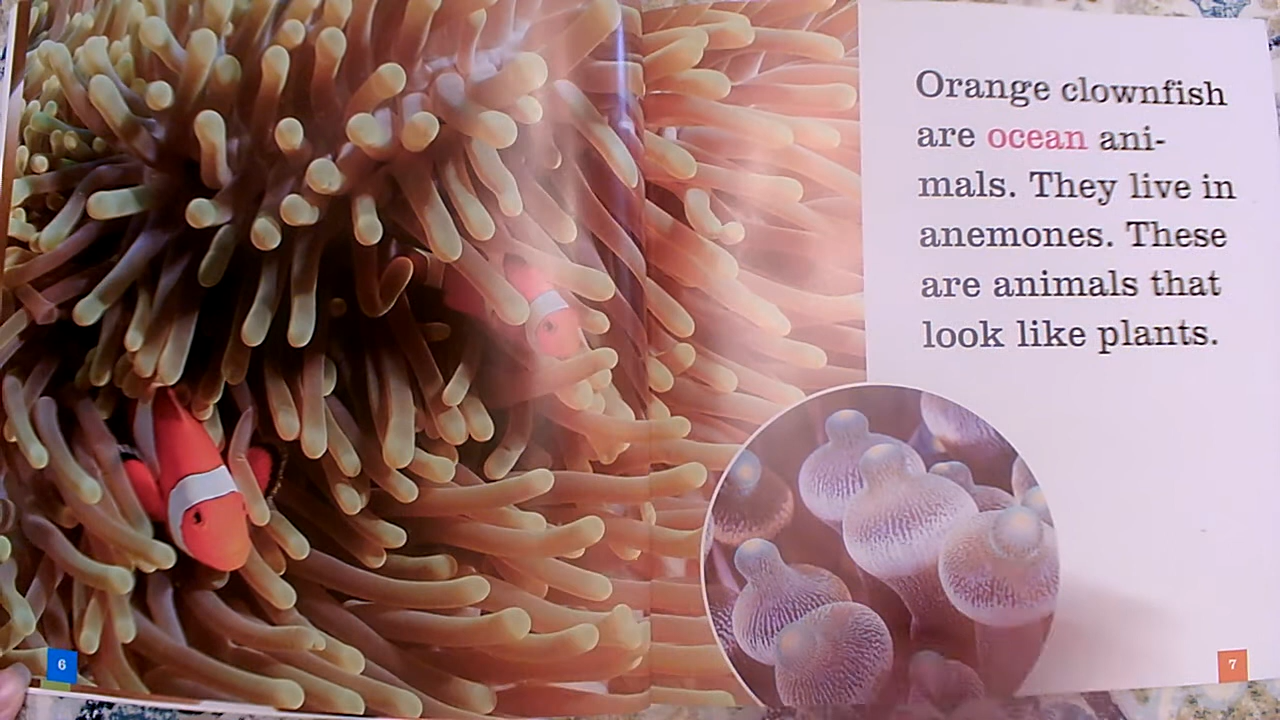 Orange clownfish
are ocean ani-
mals. They live in
anemones. These
are animals that
look like plants.
6
7